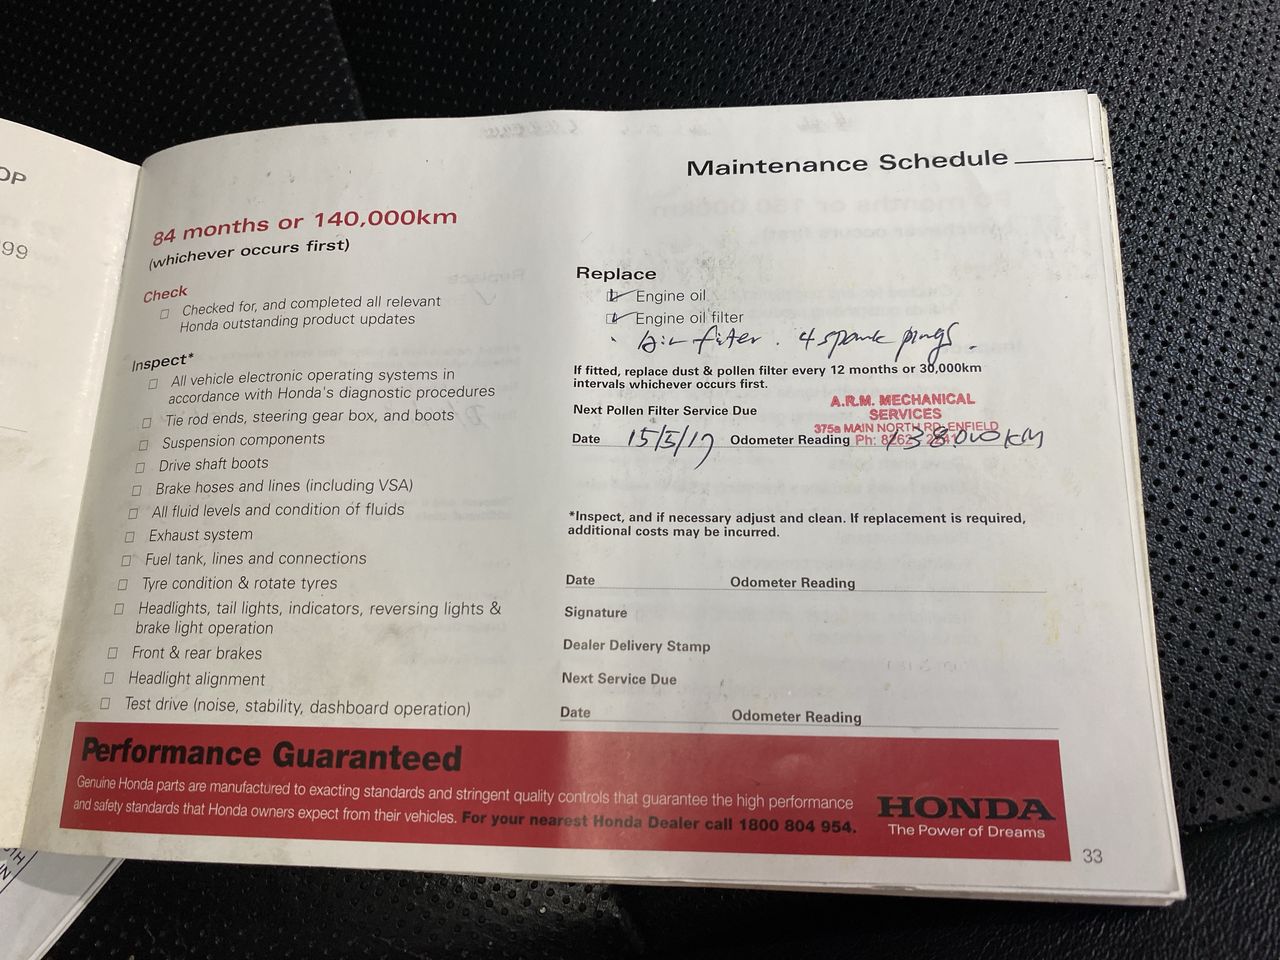 OP
99
Maintenance Schedule
84 months or 140,000km
(whichever occurs first)
Check
Checked for, and completed all relevant
Honda outstanding product updates
Inspect*
All vehicle electronic operating systems in
accordance with Honda's diagnostic procedures
Tie rod ends, steering gear box, and boots
Suspension components
Drive shaft boots
Brake hoses and lines (including VSA)
All fluid levels and condition of fluids
Exhaust system
Fuel tank, lines and connections
Tyre condition & rotate tyres
Headlights, tail lights, indicators, reversing lights &
brake light operation
Front & rear brakes
Headlight alignment
Test drive (noise, stability, dashboard operation)
Replace
Engine oil
Engine oil filter
Air filter. 4 spark plugs.
If fitted, replace dust & pollen filter every 12 months or 30,000km
intervals whichever occurs first.
A.R.M. MECHANICAL
SERVICES
375a MAIN NORTH RD. ENFIELD
Ph: 8262
Next Pollen Filter Service Due
Date 15/5/17 Odometer Reading 138000KM
*Inspect, and if necessary adjust and clean. If replacement is required,
additional costs may be incurred.
Date Odometer Reading
Signature
Dealer Delivery Stamp
Next Service Due
Date Odometer Reading
Performance Guaranteed
Genuine Honda parts are manufactured to exacting standards and stringent quality controls that guarantee the high performance
and safety standards that Honda owners expect from their vehicles. For your nearest Honda Dealer call 1800 804 954.
HONDA
The Power of Dreams
33